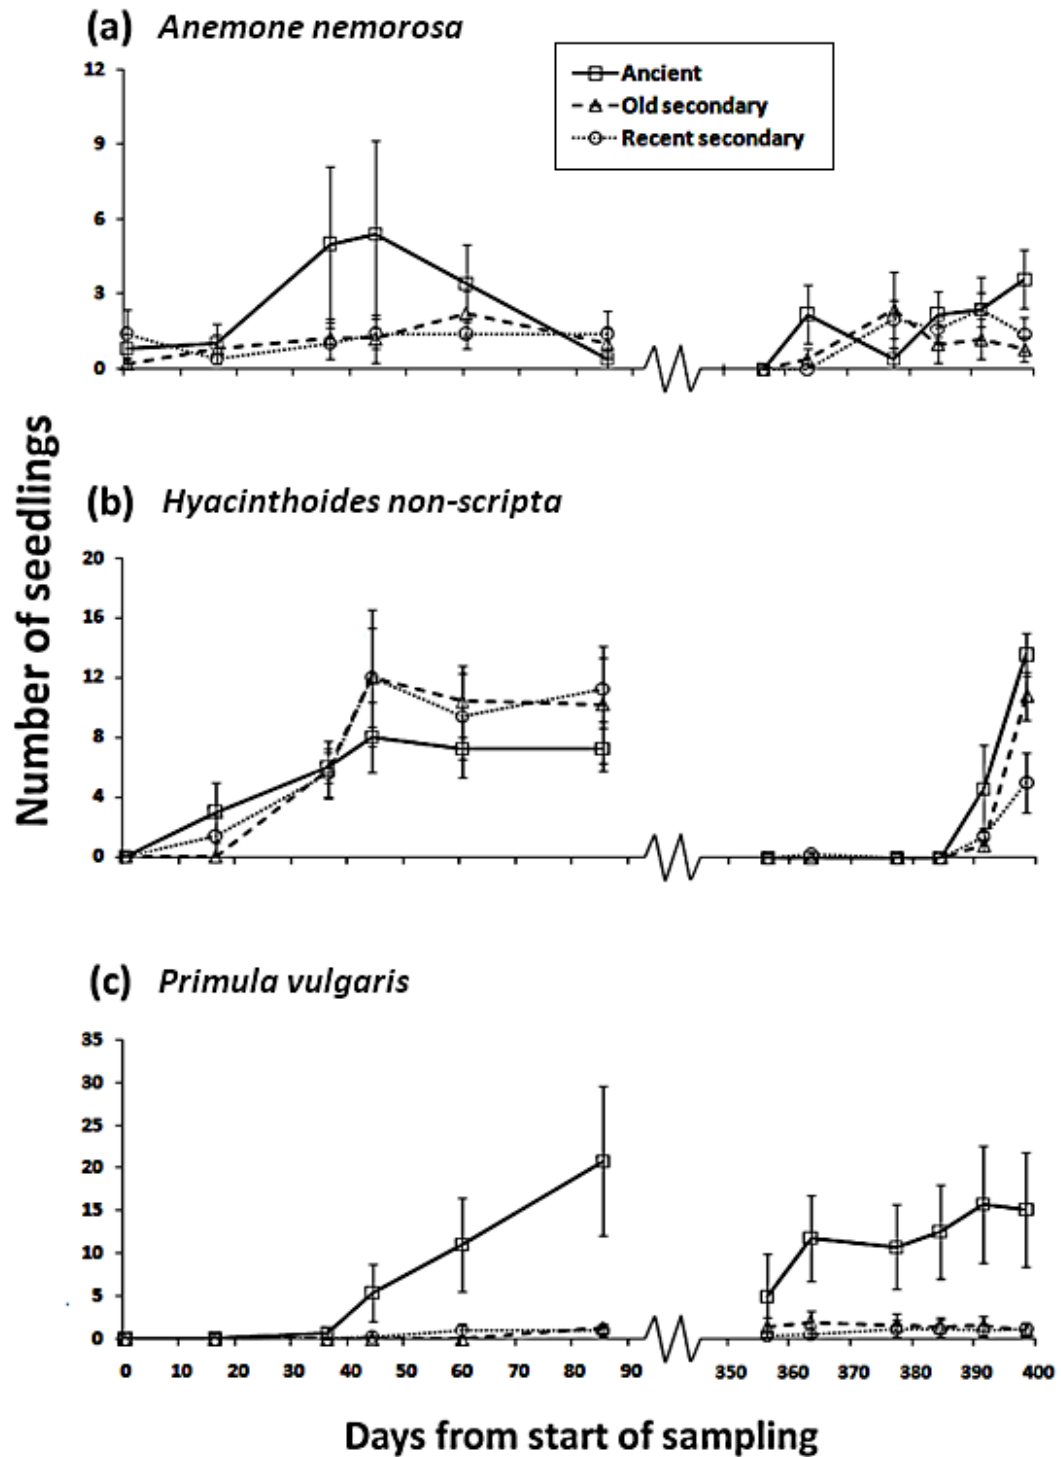 (a) Anemone nemorosa
Ancient
Old secondary
Recent secondary
12
9
6
3
0
Number of seedlings
(b) Hyacinthoides non-scripta
20
16
12
8
4
0
(c) Primula vulgaris
35
30
25
20
15
10
5
0
0 10 20 30 40 50 60 70 80 90 350 360 370 380 390 400
Days from start of sampling